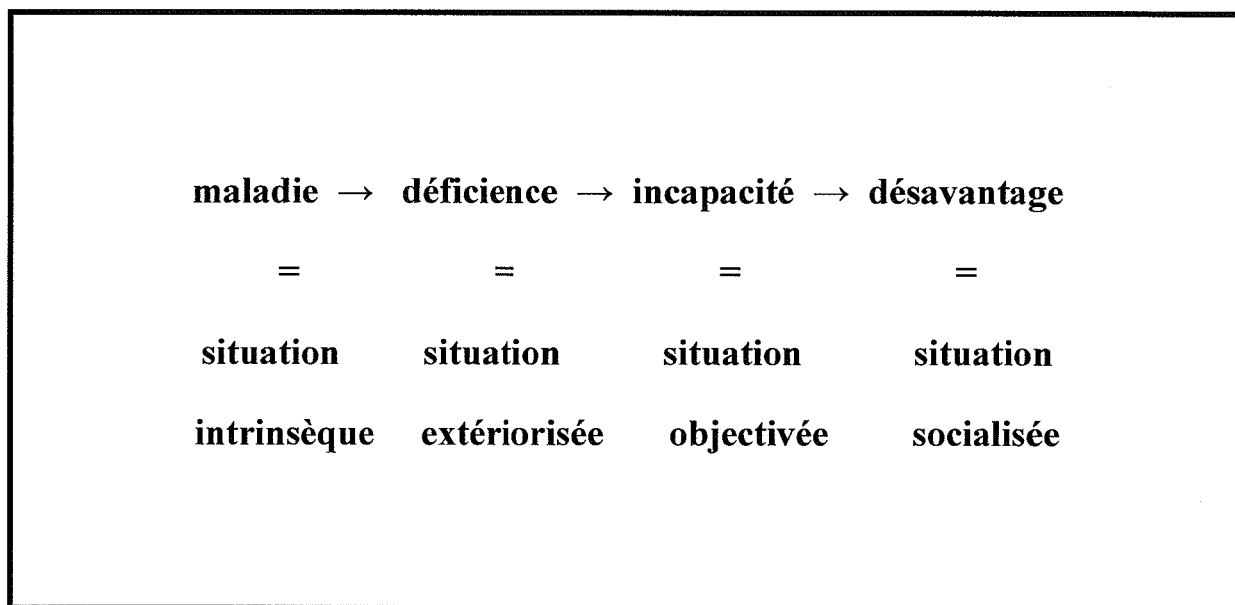 maladie → déficience → incapacité → désavantage
= = = =
situation situation situation situation
intrinsèque extériorisée objectivée socialisée